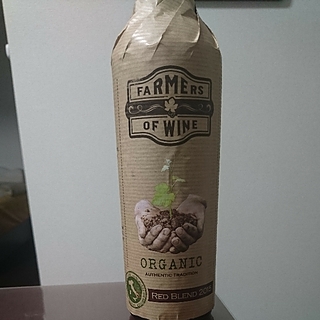 FARMERS
OF WINE
ORGANIC
AUTHENTIC TRADITION
RED BLEND